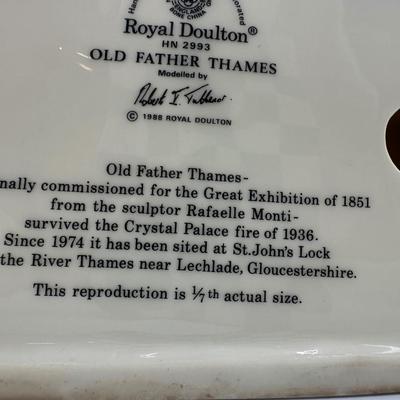 ENGLAND
BONE CHINA
Royal Doulton®
HN 2993
OLD FATHER THAMES
Modelled by
© 1988 ROYAL DOULTON
Old Father Thames-
nally commissioned for the Great Exhibition of 1851
from the sculptor Rafaelle Monti-
survived the Crystal Palace fire of 1936.
Since 1974 it has been sited at St.John's Lock
the River Thames near Lechlade, Gloucestershire.
This reproduction is 1/7th actual size.